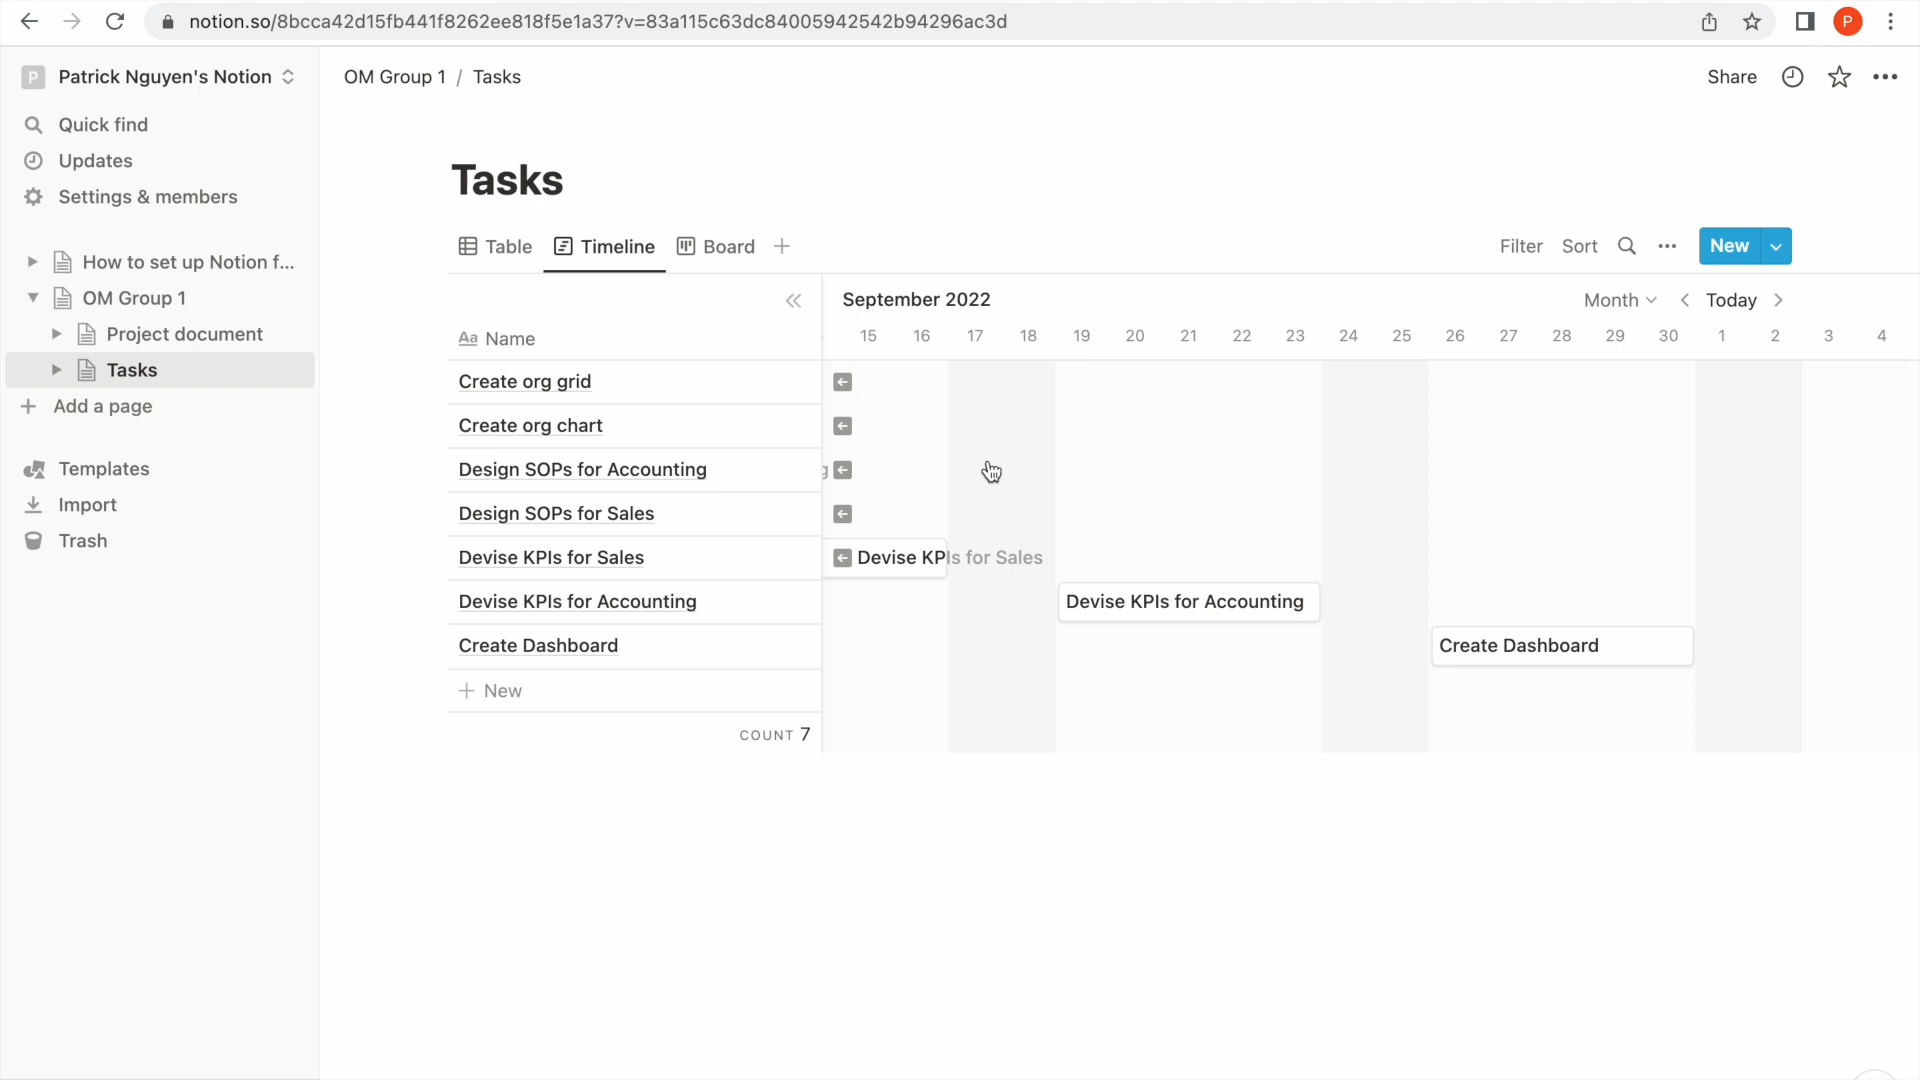 notion.so/8bcca42d15fb441f8262ee818f5e1a37?v=83a115c63dc84005942542b94296ac3d
P
P Patrick Nguyen's Notion
OM Group 1 / Tasks
Share
Quick find
Updates
Settings & members
How to set up Notion f...
OM Group 1
Project document
Tasks
Add a page
Templates
Import
Trash
Tasks
Table Timeline Board
Filter Sort New
September 2022
Month Today
Aa Name
15 16 17 18 19 20 21 22 23 24 25 26 27 28 29 30 1 2 3 4
Create org grid
Create org chart
Design SOPs for Accounting
g
Design SOPs for Sales
Devise KPIs for Sales
Devise KPIs for Sales
Devise KPIs for Accounting
Devise KPIs for Accounting
Create Dashboard
Create Dashboard
New
COUNT 7